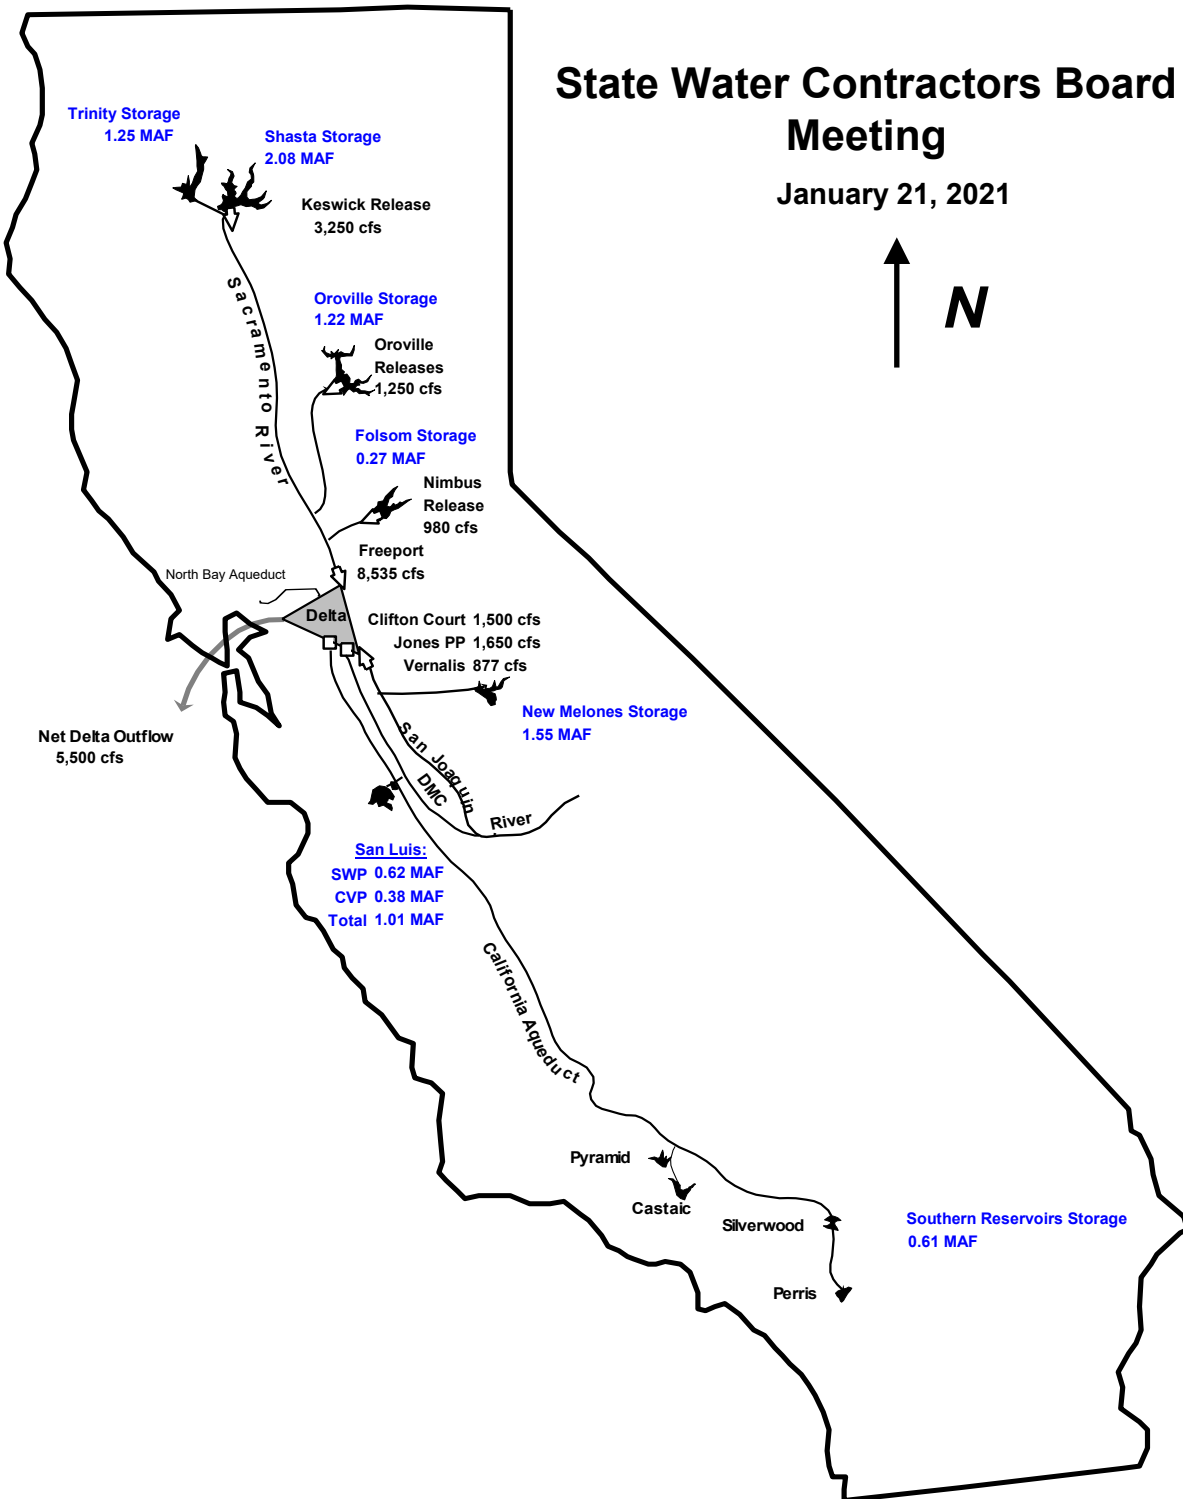 State Water Contractors Board
Meeting
January 21, 2021
N
Trinity Storage
1.25 MAF
Shasta Storage
2.08 MAF
Keswick Release
3,250 cfs
Sacramento River
Oroville Storage
1.22 MAF
Oroville
Releases
1,250 cfs
Folsom Storage
0.27 MAF
Nimbus
Release
980 cfs
Freeport
8,535 cfs
North Bay Aqueduct
Delta
Clifton Court 1,500 cfs
Jones PP 1,650 cfs
Vernalis 877 cfs
New Melones Storage
1.55 MAF
Net Delta Outflow
5,500 cfs
San Joaquin
River
DMC
San Luis:
SWP 0.62 MAF
CVP 0.38 MAF
Total 1.01 MAF
California Aqueduct
Pyramid
Castaic
Silverwood
Perris
Southern Reservoirs Storage
0.61 MAF